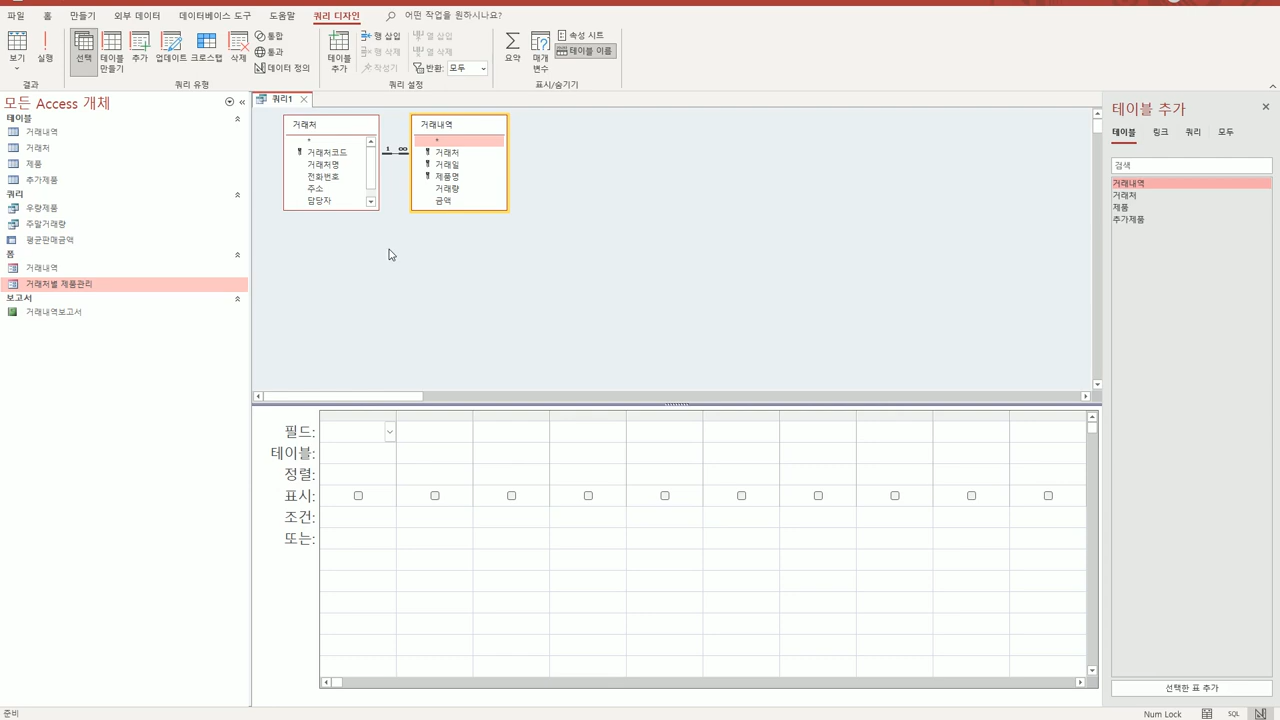 파일 홈 만들기 외부 데이터 데이터베이스 도구 도움말 쿼리 디자인 어떤 작업을 원하시나요?
보기 실행
결과
선택 테이블 만들기 추가 업데이트 크로스탭 삭제
통합
통과
데이터 정의
쿼리 유형
테이블 추가
행 삽입
행 삭제
작성기
열 삽입
열 삭제
반환: 모두
쿼리 설정
요약 매개 변수
속성 시트
테이블 이름
표시/숨기기
모든 Access 개체
테이블
거래내역
거래처
제품
추가제품
쿼리
우량제품
주말거래량
평균판매금액
폼
거래내역
거래처별 제품관리
보고서
거래내역보고서
쿼리1
거래처
*
거래처코드
거래처명
전화번호
주소
담당자
1 ∞
거래내역
*
거래처
거래일
제품명
거래량
금액
필드:
테이블:
정렬:
표시:
조건:
또는:
테이블 추가
테이블 링크 쿼리 모두
검색
거래내역
거래처
제품
추가제품
선택한 표 추가
준비
Num Lock
SQL